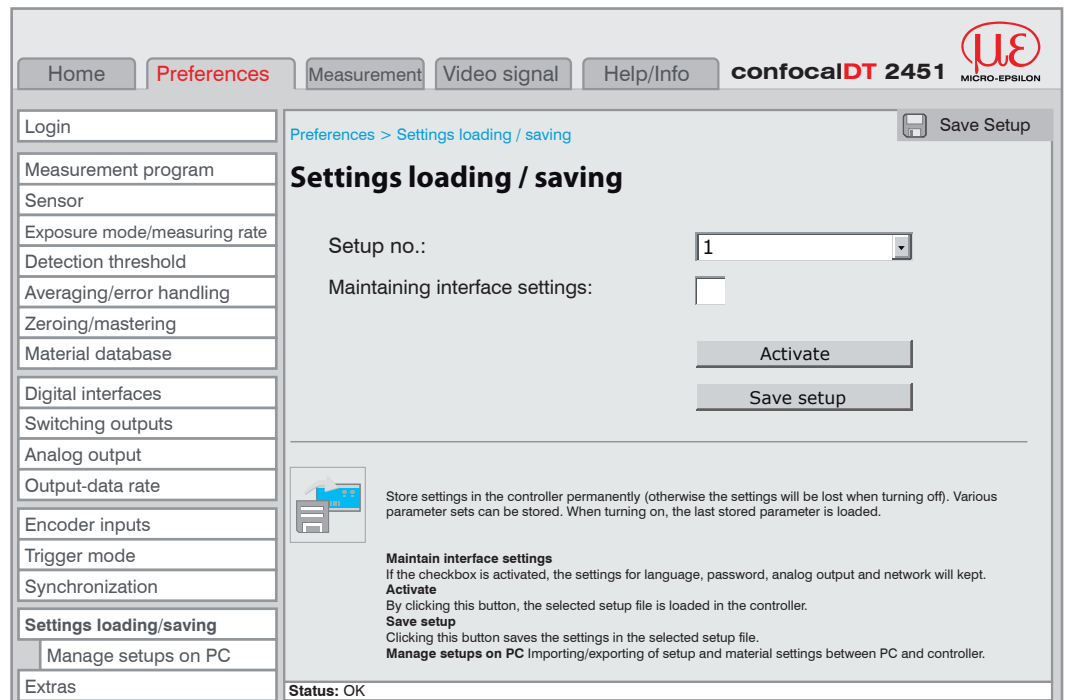 Home
Preferences
Measurement
Video signal
Help/Info
confocalDT 2451
με
MICRO-EPSILON
Login
Measurement program
Sensor
Exposure mode/measuring rate
Detection threshold
Averaging/error handling
Zeroing/mastering
Material database
Digital interfaces
Switching outputs
Analog output
Output-data rate
Encoder inputs
Trigger mode
Synchronization
Settings loading/saving
Manage setups on PC
Extras
Preferences > Settings loading / saving
Save Setup
Settings loading / saving
Setup no.:
1
Maintaining interface settings:
Activate
Save setup
Store settings in the controller permanently (otherwise the settings will be lost when turning off). Various
parameter sets can be stored. When turning on, the last stored parameter is loaded.
Maintain interface settings
If the checkbox is activated, the settings for language, password, analog output and network will kept.
Activate
By clicking this button, the selected setup file is loaded in the controller.
Save setup
Clicking this button saves the settings in the selected setup file.
Manage setups on PC Importing/exporting of setup and material settings between PC and controller.
Status: OK